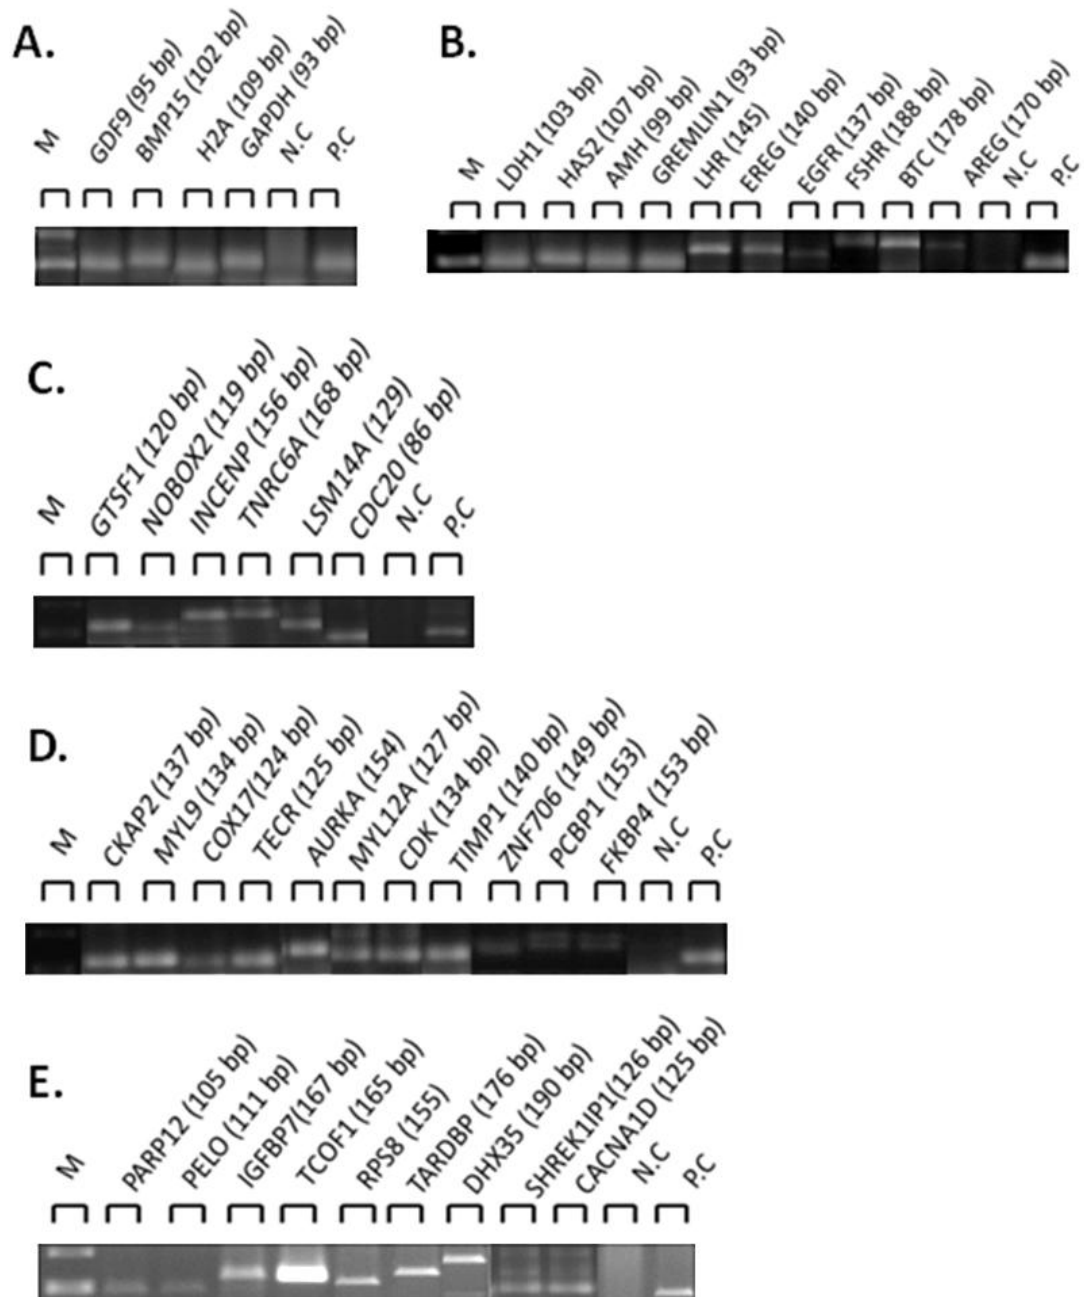 A.
M
GDF9 (95 bp)
BMP15 (102 bp)
H2A (109 bp)
GAPDH (93 bp)
N.C
P.C
B.
M
LDH1 (103 bp)
HAS2 (107 bp)
AMH (99 bp)
GREMLIN1 (93 bp)
LHR (145)
EREG (140 bp)
EGFR (137 bp)
FSHR (188 bp)
BTC (178 bp)
AREG (170 bp)
N.C
P.C
C.
M
GTSF1 (120 bp)
NOBOX2 (119 bp)
INCENP (156 bp)
TNRC6A (168 bp)
LSM14A (129)
CDC20 (86 bp)
N.C
P.C
D.
M
CKAP2 (137 bp)
MYL9 (134 bp)
COX17(124 bp)
TECR (125 bp)
AURKA (154)
MYL12A (127 bp)
CDK (134 bp)
TIMP1 (140 bp)
ZNF706 (149 bp)
PCBP1 (153)
FKBP4 (153 bp)
N.C
P.C
E.
M
PARP12 (105 bp)
PELO (111 bp)
IGFBP7(167 bp)
TCOF1 (165 bp)
RPS8 (155)
TARDBP (176 bp)
DHX35 (190 bp)
SHREK1IP1(126 bp)
CACNA1D (125 bp)
N.C
P.C